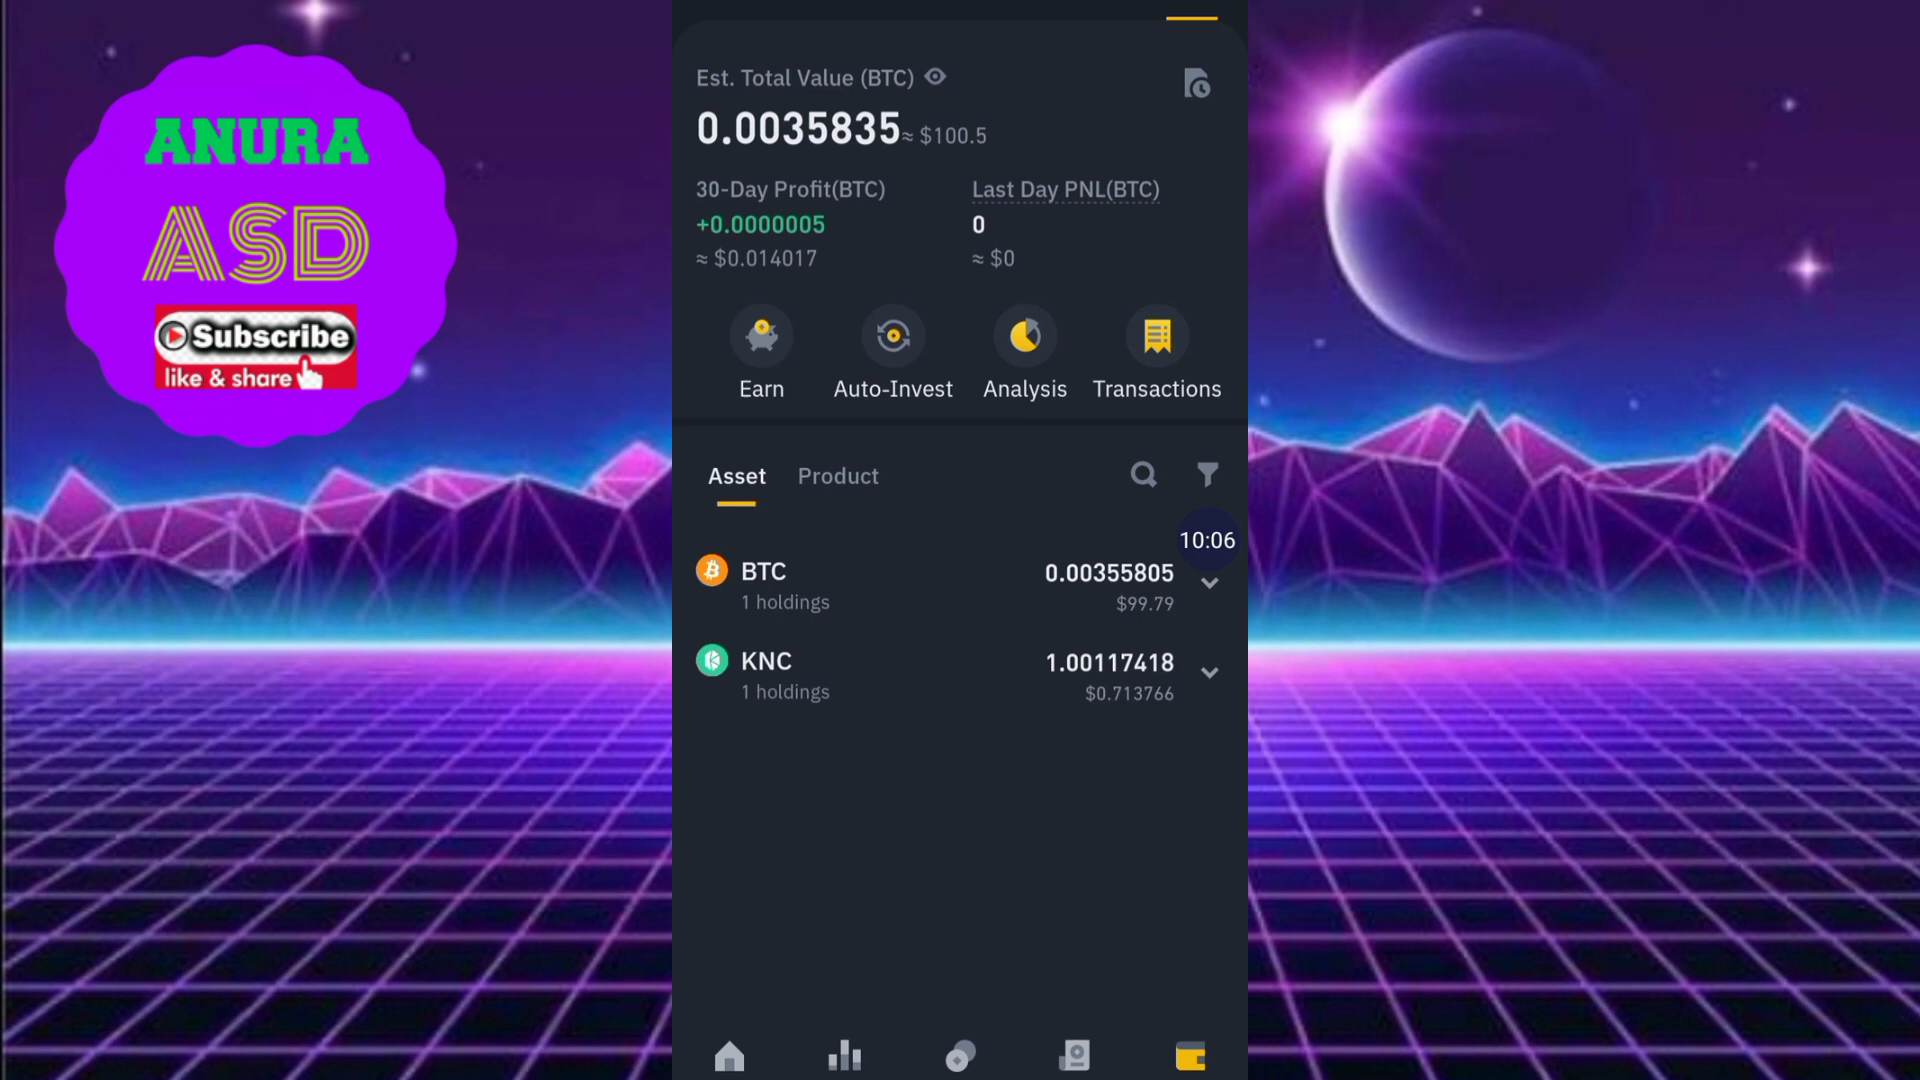 ANURA
ASD
Subscribe
like & share
Est. Total Value (BTC)
0.0035835≈ $100.5
30-Day Profit(BTC)
+0.0000005
≈ $0.014017
Last Day PNL(BTC)
0
≈ $0
Earn
Auto-Invest
Analysis
Transactions
Asset
Product
10:06
BTC
0.00355805
1 holdings
$99.79
KNC
1.00117418
1 holdings
$0.713766